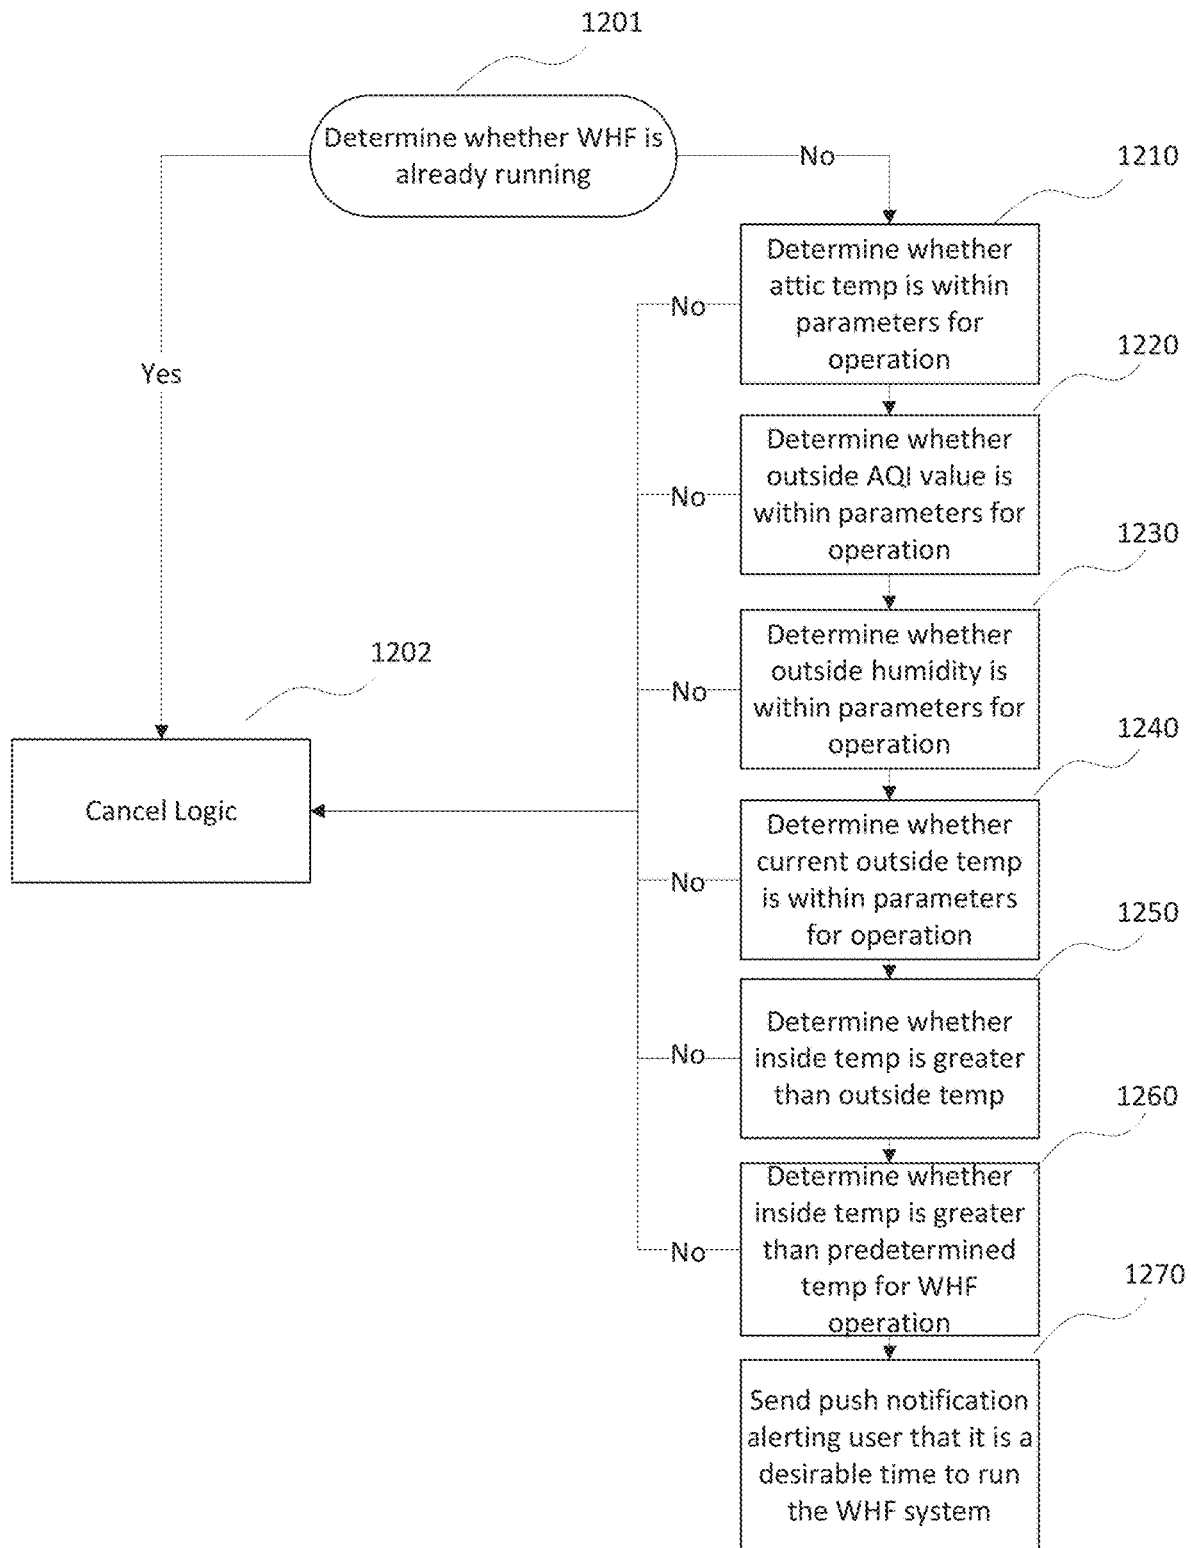 1201
Determine whether WHF is
already running
No
1210
Determine whether
attic temp is within
parameters for
operation
No
1220
Yes
Determine whether
outside AQI value is
within parameters for
operation
No
1230
Determine whether
outside humidity is
within parameters for
operation
No
1202
Cancel Logic
1240
Determine whether
current outside temp
is within parameters
for operation
No
1250
Determine whether
inside temp is greater
than outside temp
No
1260
Determine whether
inside temp is greater
than predetermined
temp for WHF
operation
No
1270
Send push notification
alerting user that it is a
desirable time to run
the WHF system